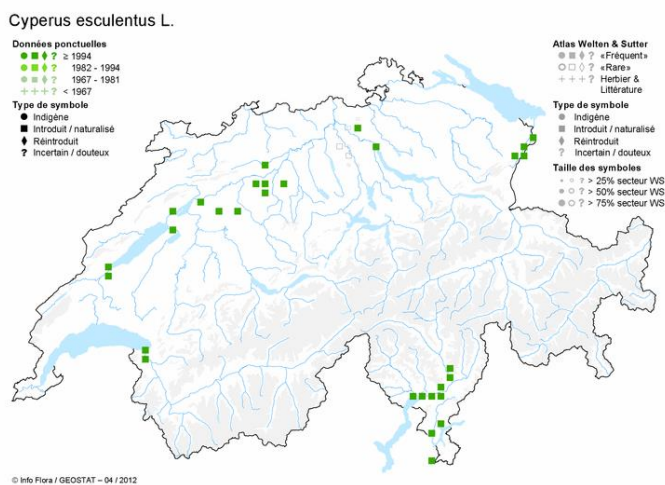 Cyperus esculentus L.
Données ponctuelles
? ≥ 1994
? 1982 - 1994
? 1967 - 1981
+++ < 1967
Type de symbole
Indigène
Introduit / naturalisé
Réintroduit
? Incertain / douteux
Atlas Welten & Sutter
? «Fréquent»
? «Rare»
+++ Herbier &
Littérature
Type de symbole
Indigène
Introduit / naturalisé
Réintroduit
? Incertain / douteux
Taille des symboles
? > 25% secteur WS
? > 50% secteur WS
? > 75% secteur WS
© Info Flora / GEOSTAT – 04 / 2012